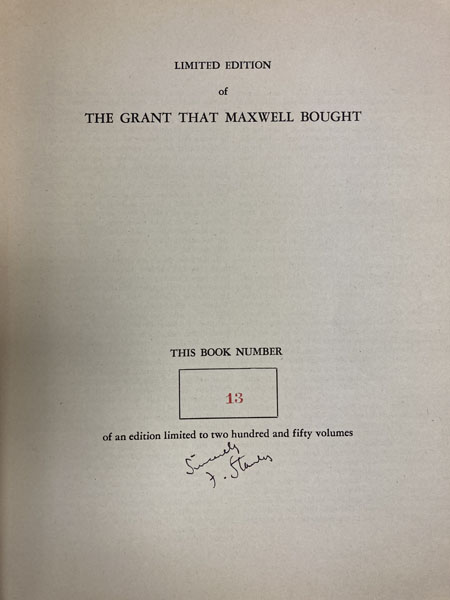 LIMITED EDITION
of
THE GRANT THAT MAXWELL BOUGHT
THIS BOOK NUMBER
13
of an edition limited to two hundred and fifty volumes
Sincerely
F. Stanley